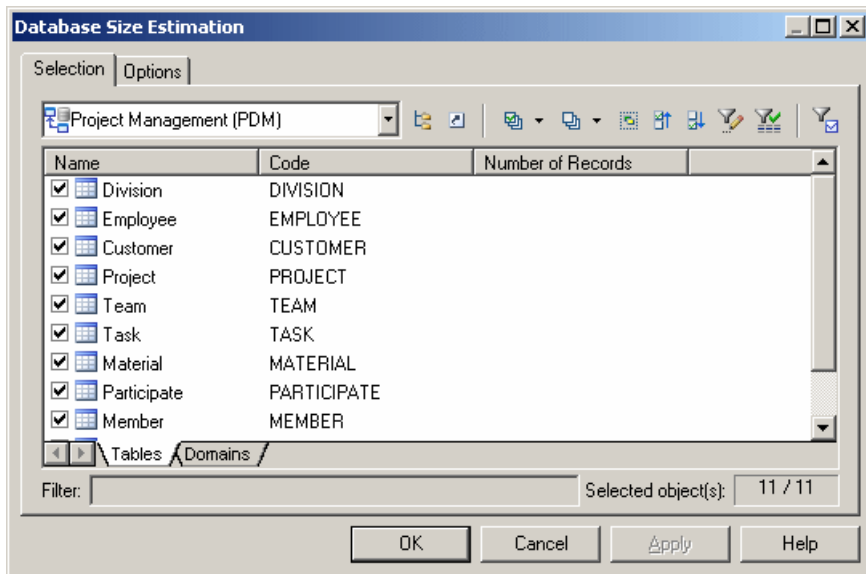 Database Size Estimation
Selection Options
Project Management (PDM)
Name Code Number of Records
Division DIVISION
Employee EMPLOYEE
Customer CUSTOMER
Project PROJECT
Team TEAM
Task TASK
Material MATERIAL
Participate PARTICIPATE
Member MEMBER
Tables Domains
Filter: Selected object(s): 11 / 11
OK Cancel Apply Help